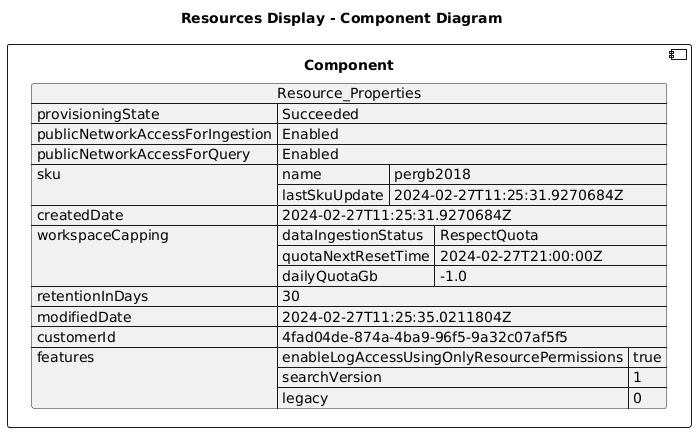 Resources Display - Component Diagram
Component
Resource_Properties
provisioningState Succeeded
publicNetworkAccessForIngestion Enabled
publicNetworkAccessForQuery Enabled
sku name pergb2018
lastSkuUpdate 2024-02-27T11:25:31.9270684Z
createdDate 2024-02-27T11:25:31.9270684Z
workspaceCapping dataIngestionStatus RespectQuota
quotaNextResetTime 2024-02-27T21:00:00Z
dailyQuotaGb -1.0
retentionInDays 30
modifiedDate 2024-02-27T11:25:35.0211804Z
customerId 4fad04de-874a-4ba9-96f5-9a32c07af5f5
features enableLogAccessUsingOnlyResourcePermissions true
searchVersion 1
legacy 0